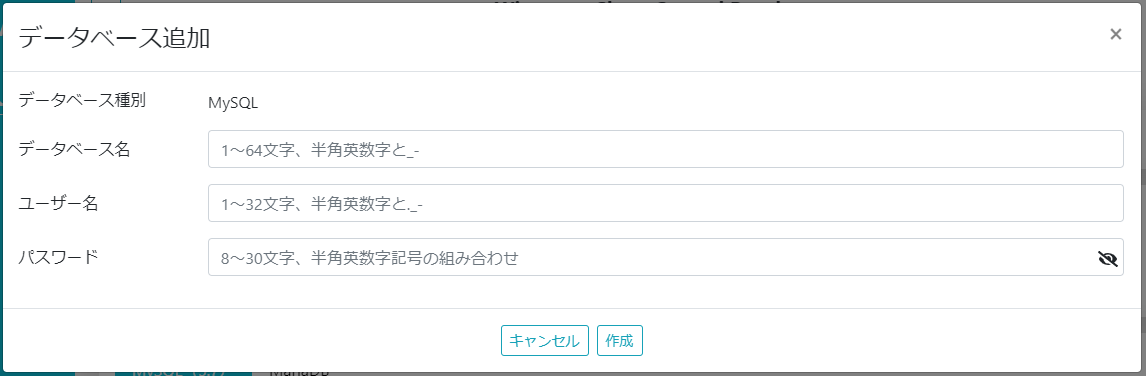 データベース追加
×
データベース種別
MySQL
データベース名
1～64文字、半角英数字と_-
ユーザー名
1～32文字、半角英数字と._-
パスワード
8～30文字、半角英数字記号の組み合わせ
キャンセル
作成